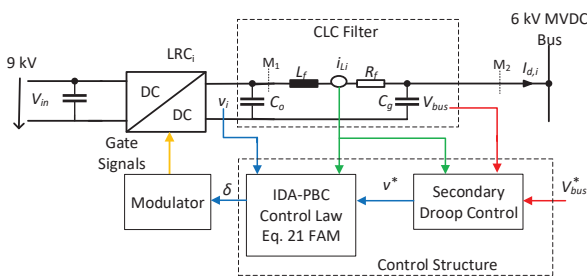 6 kV MVDC
Bus
CLC Filter
LRCi
9 kV
M1
iLi
M2
Id,i
Lf
Rf
DC
DC
Vin
vi
Co
Cg
Vbus
Gate
Signals
Modulator
δ
IDA-PBC
Control Law
Eq. 21 FAM
v*
Secondary
Droop Control
V*bus
Control Structure